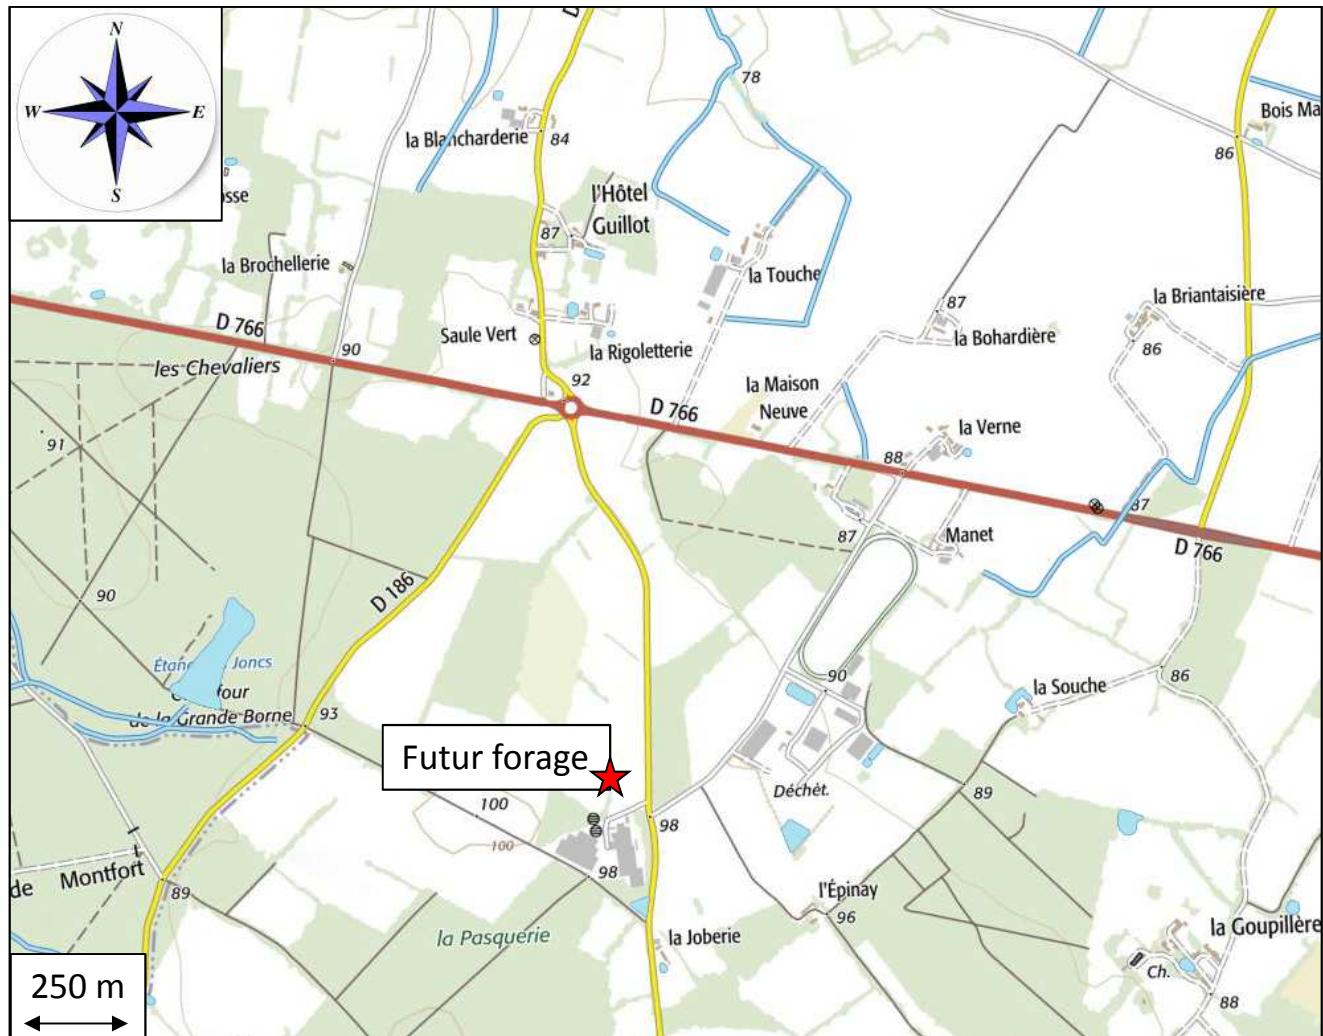 N
W
E
S
D
78
la Blancharderie
84
Bois Ma
86
osse
l'Hôtel
Guillot
87
la Brochellerie
la Touche
la Briantaisière
87
D 766
Saule Vert
la Bohardière
86
90
la Rigoletterie
les Chevaliers
92
la Maison
Neuve
D 766
91
la Verne
88
87
87
Manet
D 766
90
D 186
Joncs
la Souche
86
90
de la Grande Borne
93
Futur forage
100
Déchét.
89
98
100
98
de Montfort
89
l'Épinay
96
la Pasquerie
la Joberie
la Goupillère
Ch.
88
250 m